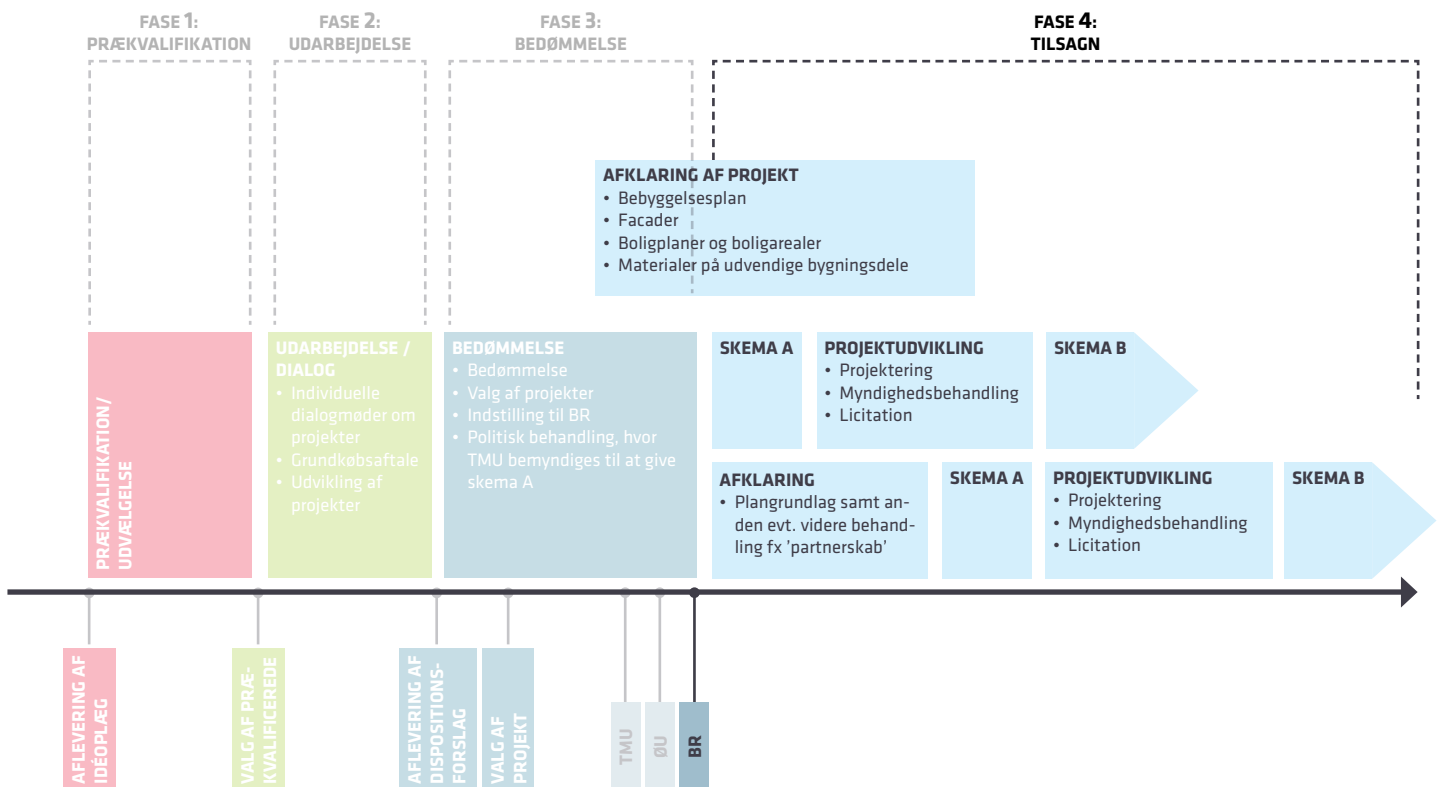 FASE 1:
PRÆKVALIFIKATION
FASE 2:
UDARBEJDELSE
FASE 3:
BEDØMMELSE
FASE 4:
TILSAGN
AFKLARING AF PROJEKT
• Bebyggelsesplan
• Facader
• Boligplaner og boligarealer
• Materialer på udvendige bygningsdele
PRÆKVALIFIKATION/
UDVÆLGELSE
UDARBEJDELSE /
DIALOG
• Individuelle
dialogmøder om
projekter
• Grundkøbsaftale
• Udvikling af
projekter
BEDØMMELSE
• Bedømmelse
• Valg af projekter
• Indstilling til BR
• Politisk behandling, hvor
TMU bemyndiges til at give
skema A
SKEMA A
PROJEKTUDVIKLING
• Projektering
• Myndighedsbehandling
• Licitation
SKEMA B
AFKLARING
• Plangrundlag samt an-
den evt. videre behand-
ling fx 'partnerskab'
SKEMA A
PROJEKTUDVIKLING
• Projektering
• Myndighedsbehandling
• Licitation
SKEMA B
AFLEVERING AF
IDÉOPLÆG
VALG AF PRÆ-
KVALIFICEREDE
AFLEVERING AF
DISPOSITIONS-
FORSLAG
VALG AF
PROJEKT
TMU
ØU
BR